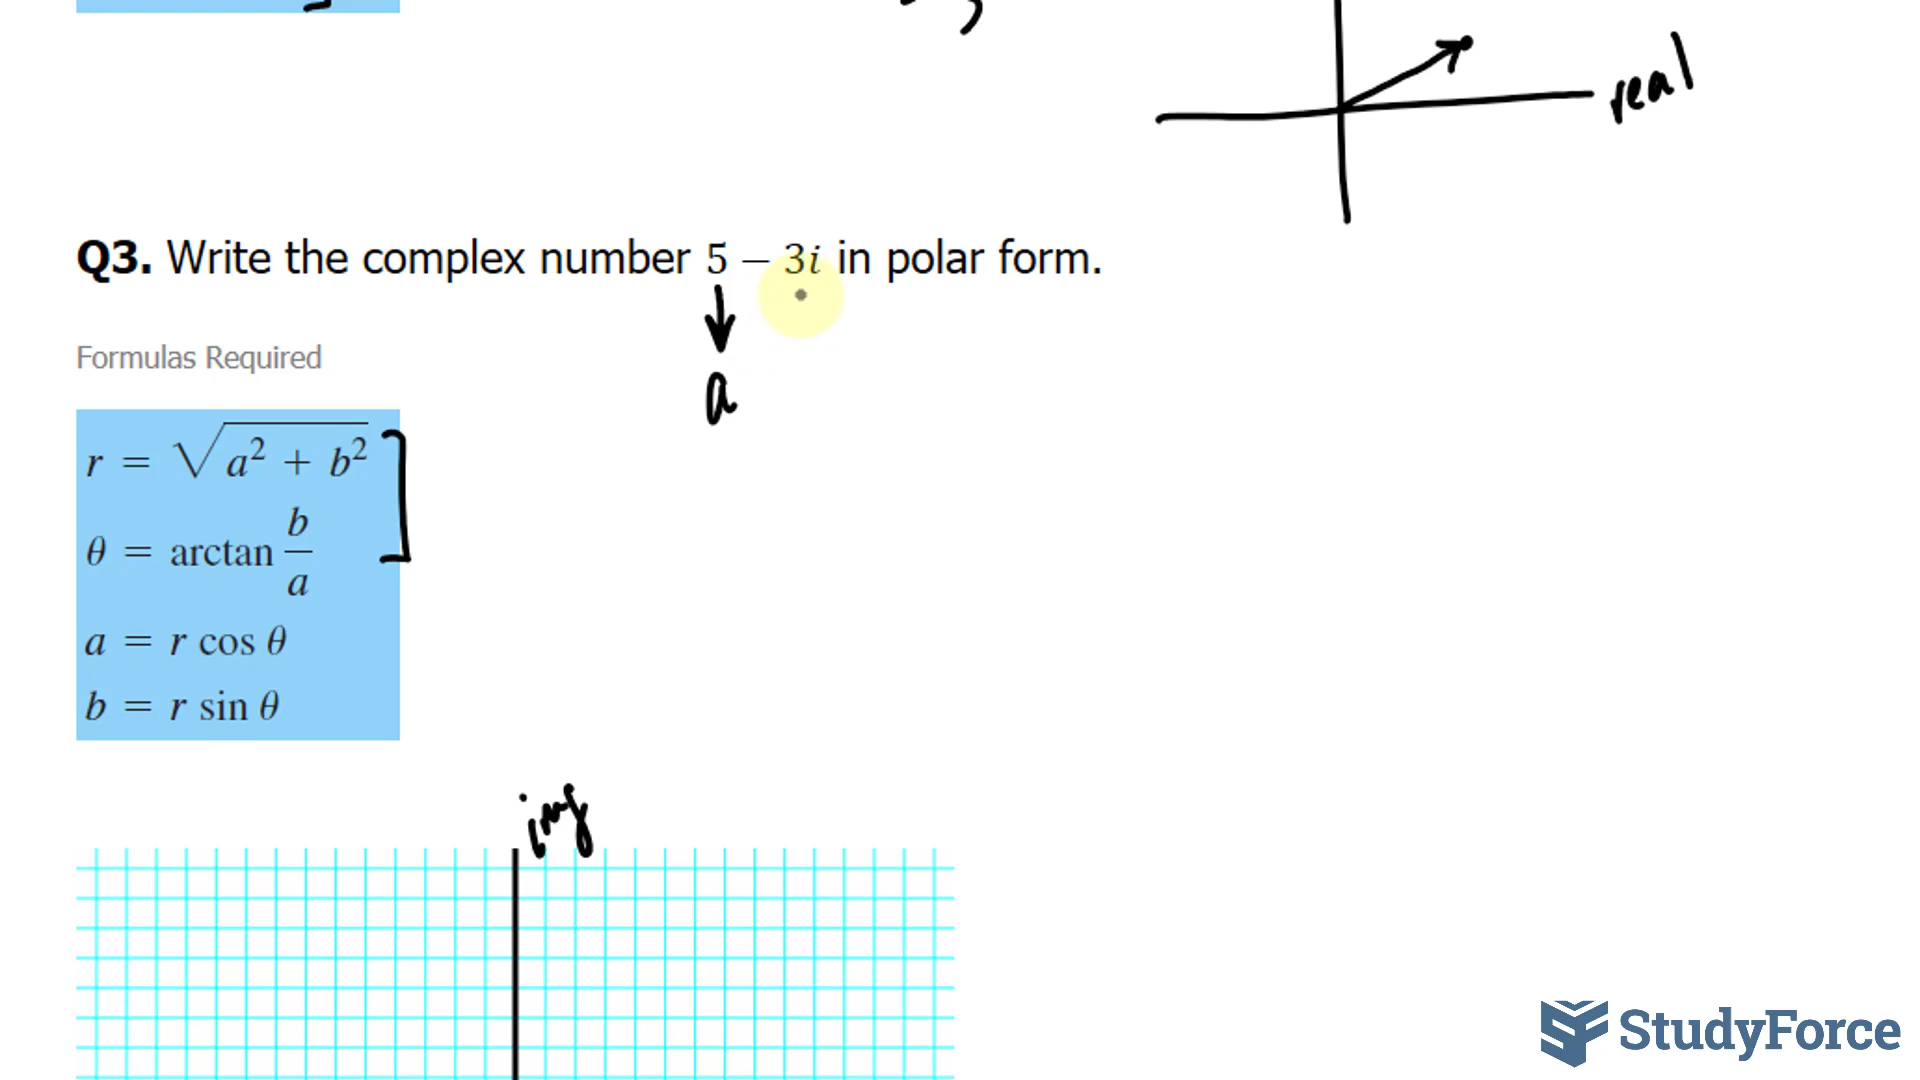 real
Q3. Write the complex number 5 − 3i in polar form.
a
Formulas Required
r = √a² + b²
θ = arctan b/a
a = r cos θ
b = r sin θ
img
StudyForce